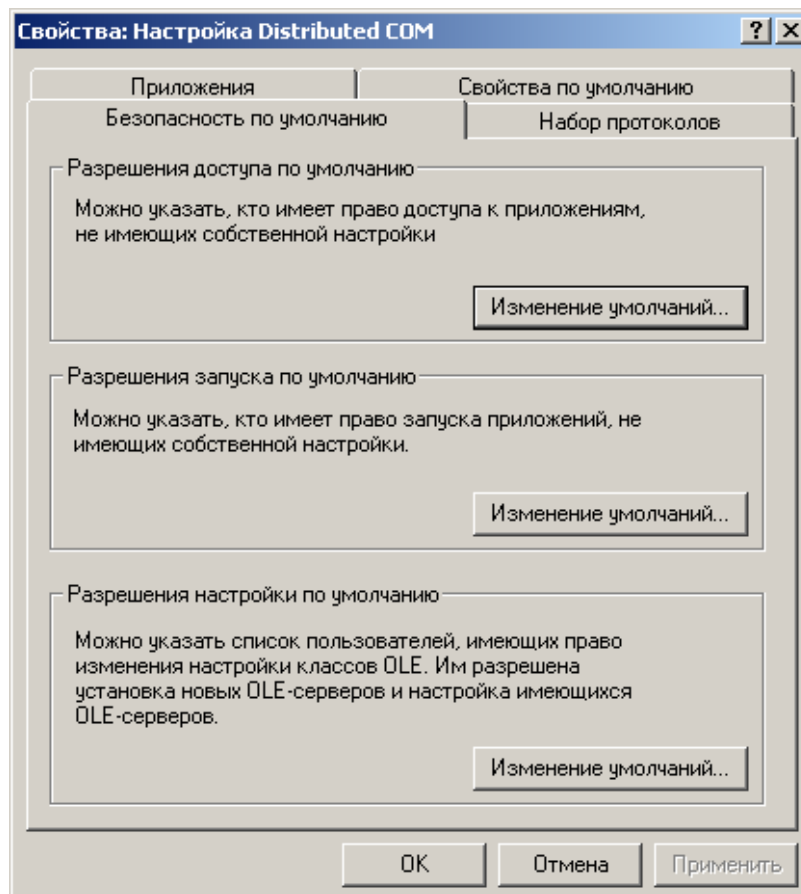 Свойства: Настройка Distributed COM
Приложения
Свойства по умолчанию
Безопасность по умолчанию
Набор протоколов
Разрешения доступа по умолчанию
Можно указать, кто имеет право доступа к приложениям,
не имеющих собственной настройки
Изменение умолчаний...
Разрешения запуска по умолчанию
Можно указать, кто имеет право запуска приложений, не
имеющих собственной настройки.
Изменение умолчаний...
Разрешения настройки по умолчанию
Можно указать список пользователей, имеющих право
изменения настройки классов OLE. Им разрешена
установка новых OLE-серверов и настройка имеющихся
OLE-серверов.
Изменение умолчаний...
OK
Отмена
Применить